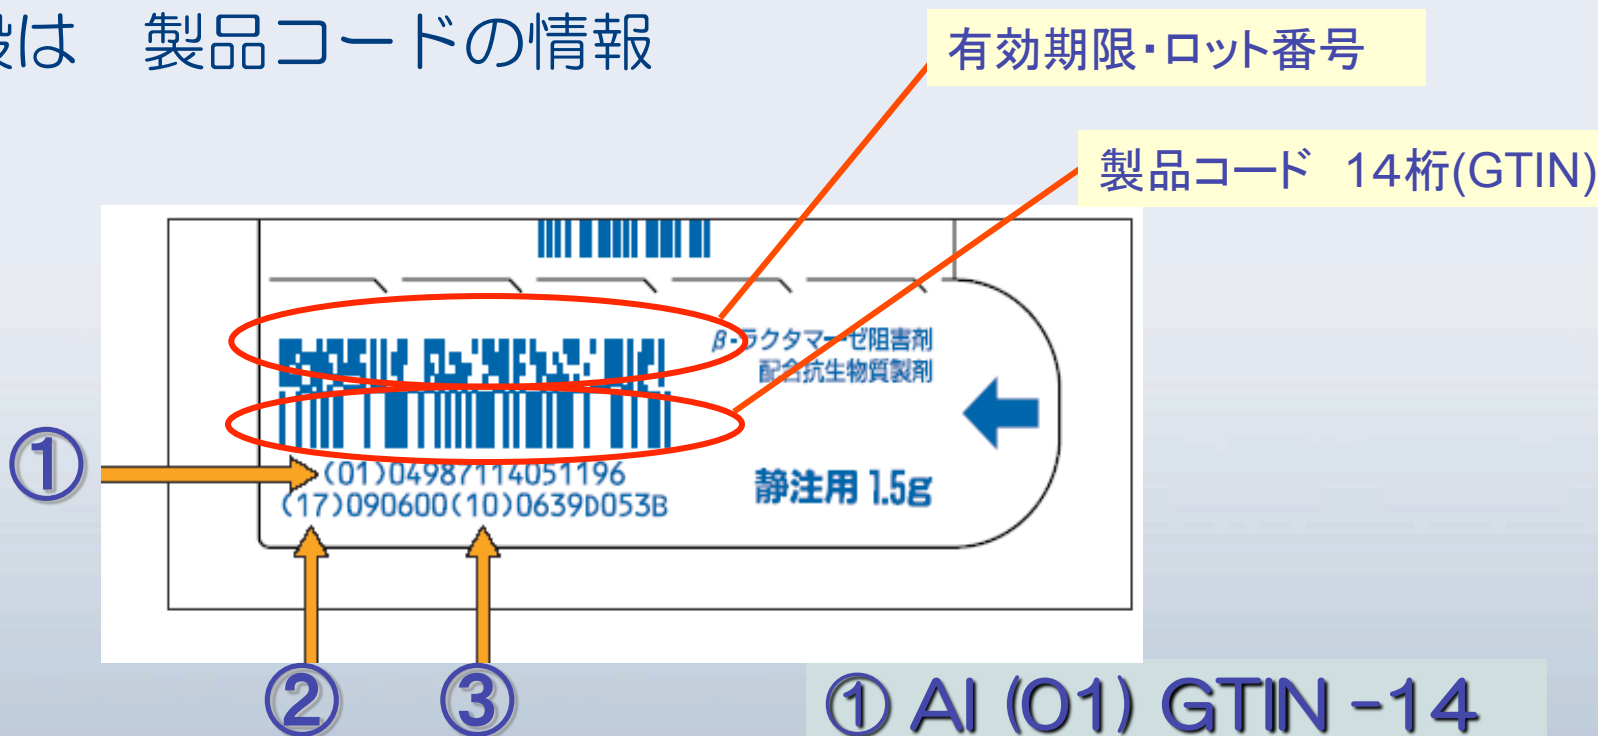 は 製品コードの情報
有効期限・ロット番号
製品コード 14桁(GTIN)
β-ラクタマーゼ阻害剤
配合抗生物質製剤
①
(01)04987114051196
(17)090600(10)0639D053B
静注用 1.5g
② ③
① AI (01) GTIN -14